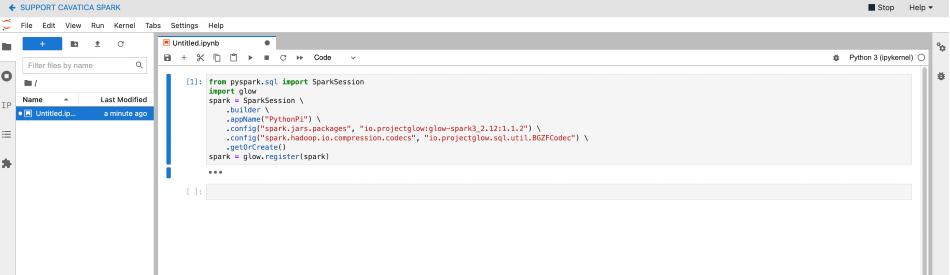 SUPPORT CAVATICA SPARK
Stop
Help
File Edit View Run Kernel Tabs Settings Help
Untitled.ipynb
Filter files by name
Code
Python 3 (ipykernel)
/
Name
Last Modified
Untitled.ip...
a minute ago
IP
[1]:
from pyspark.sql import SparkSession
import glow
spark = SparkSession \
.builder \
.appName("PythonPi") \
.config("spark.jars.packages", "io.projectglow:glow-spark3_2.12:1.1.2") \
.config("spark.hadoop.io.compression.codecs", "io.projectglow.sql.util.BGZFCodec") \
.getOrCreate()
spark = glow.register(spark)
[ ]: